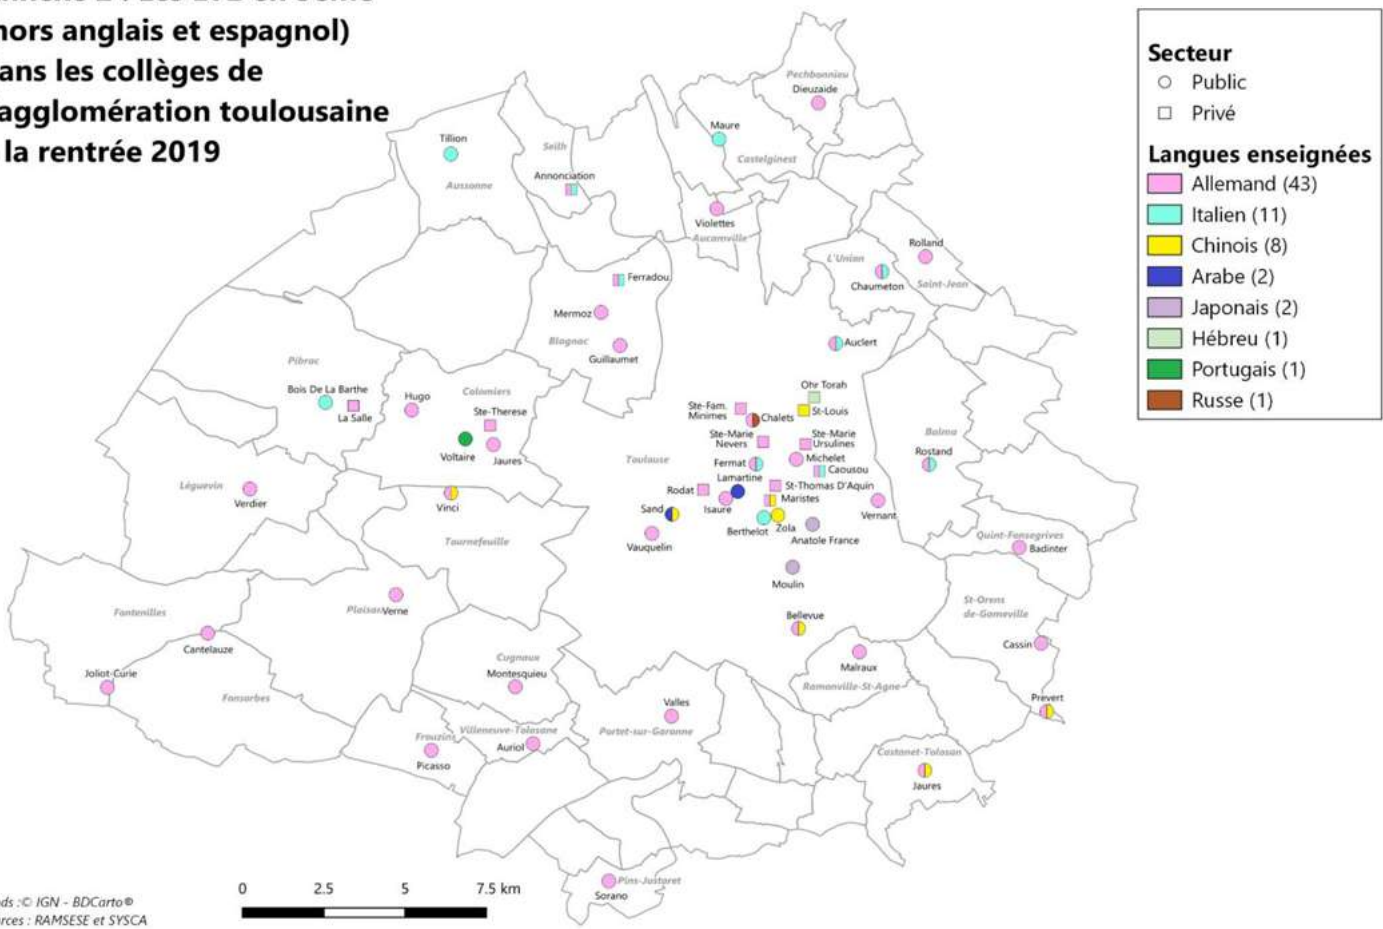 hors anglais et espagnol)
ans les collèges de
agglomération toulousaine
la rentrée 2019
Secteur
Public
Privé
Langues enseignées
Allemand (43)
Italien (11)
Chinois (8)
Arabe (2)
Japonais (2)
Hébreu (1)
Portugais (1)
Russe (1)
Pechbonnieu
Dieuzaide
Maure
Castelginest
Tillion
Aussonne
Seilh
Annonciation
Violettes
Aucamville
L'Union
Chaumeton
Rolland
Saint-Jean
Ferradou
Mermoz
Blagnac
Guillaumet
Auclert
Pibrac
Bois De La Barthe
La Salle
Hugo
Colomiers
Ste-Therese
Voltaire
Jaures
Ohr Torah
Ste-Fam.
Minimes
Chalets
St-Louis
Ste-Marie
Nevers
Ste-Marie
Ursulines
Balma
Rostand
Toulouse
Fermat
Michelet
Caousou
Lamartine
St-Thomas D'Aquin
Rodat
Isaure
Maristes
Vernant
Sand
Berthelot
Zola
Anatole France
Vauquelin
Léguevin
Verdier
Vinci
Tournefeuille
Quint-Fonsegrives
Badinter
Moulin
Bellevue
St-Orens
de-Gameville
Cassin
Fontenilles
Plaisan
Verne
Cantelauze
Joliot-Curie
Fonsorbes
Cugnaux
Montesquieu
Malraux
Ramonville-St-Agne
Prevert
Valles
Portet-sur-Garonne
Frouzins
Picasso
Villeneuve-Tolosane
Auriol
Castanet-Tolosan
Jaures
Pins-Justaret
Sorano
0 2.5 5 7.5 km
ds :© IGN - BDCarto®
rces : RAMSESE et SYSCA